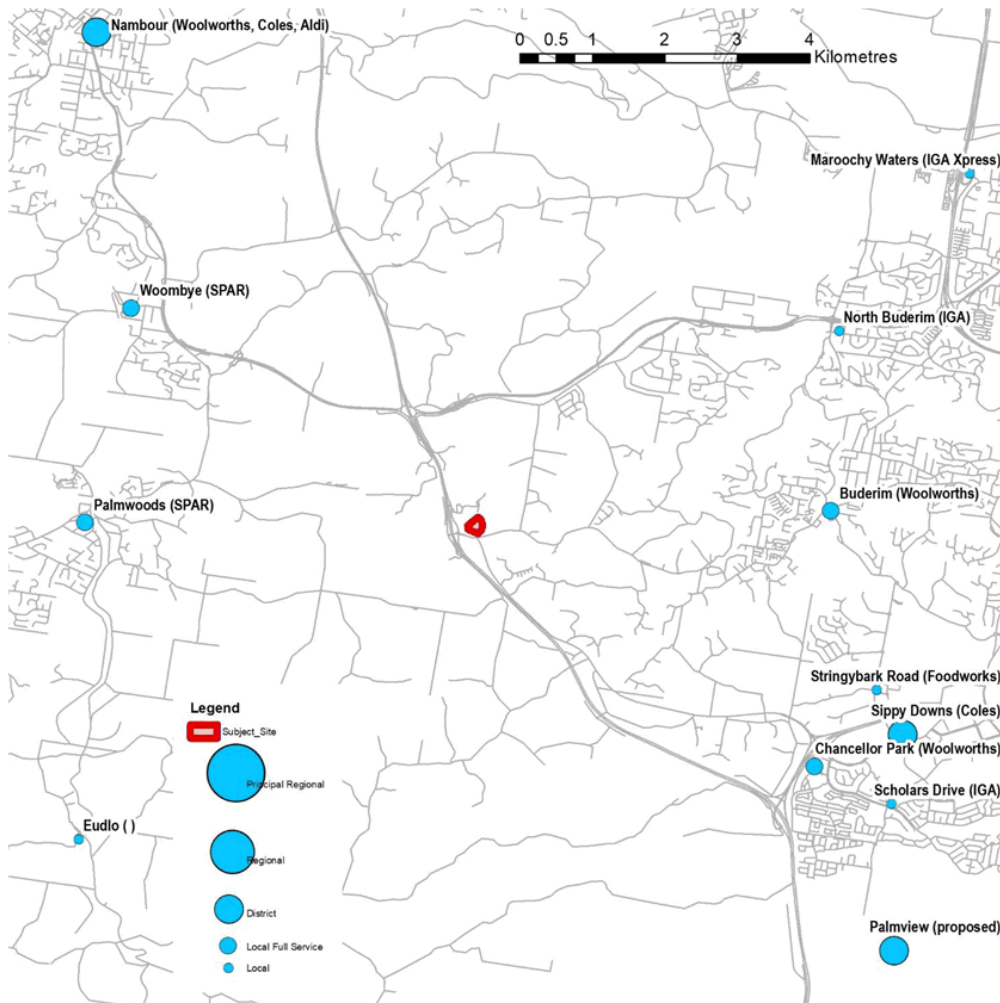 Nambour (Woolworths, Coles, Aldi)
0 0.5 1 2 3 4
Kilometres
Maroochy Waters (IGA Xpress)
Woombye (SPAR)
North Buderim (IGA)
Palmwoods (SPAR)
Buderim (Woolworths)
Stringybark Road (Foodworks)
Sippy Downs (Coles)
Chancellor Park (Woolworths)
Scholars Drive (IGA)
Eudlo ( )
Palmview (proposed)
Legend
Subject_Site
Principal Regional
Regional
District
Local Full Service
Local